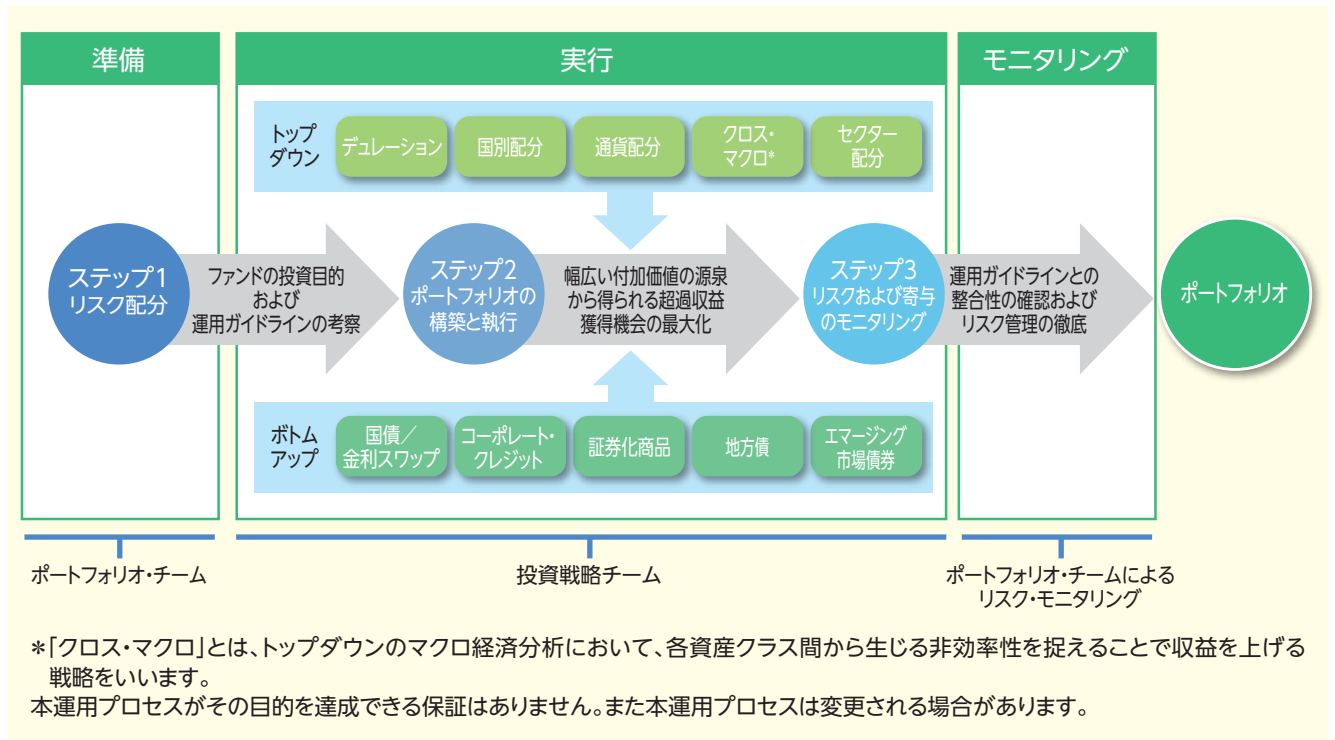 準備
実行
モニタリング
トップ
ダウン
デュレーション
国別配分
通貨配分
クロス・
マクロ*
セクター
配分
ステップ1
リスク配分
ファンドの投資目的
および
運用ガイドラインの考察
ステップ2
ポートフォリオの
構築と執行
幅広い付加価値の源泉
から得られる超過収益
獲得機会の最大化
ステップ3
リスクおよび寄与
のモニタリング
運用ガイドラインとの
整合性の確認および
リスク管理の徹底
ポートフォリオ
ボトム
アップ
国債／
金利スワップ
コーポレート・
クレジット
証券化商品
地方債
エマージング
市場債券
ポートフォリオ・チーム
投資戦略チーム
ポートフォリオ・チームによる
リスク・モニタリング
＊「クロス・マクロ」とは、トップダウンのマクロ経済分析において、各資産クラス間から生じる非効率性を捉えることで収益を上げる
戦略をいいます。
本運用プロセスがその目的を達成できる保証はありません。また本運用プロセスは変更される場合があります。